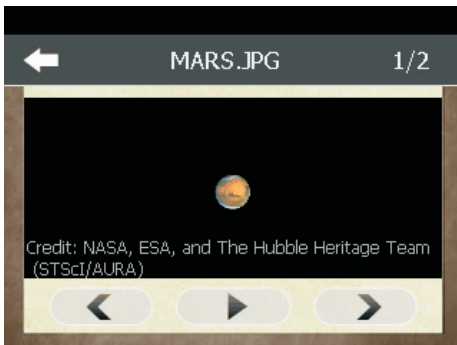 MARS.JPG 1/2
Credit: NASA, ESA, and The Hubble Heritage Team
(STScI/AURA)